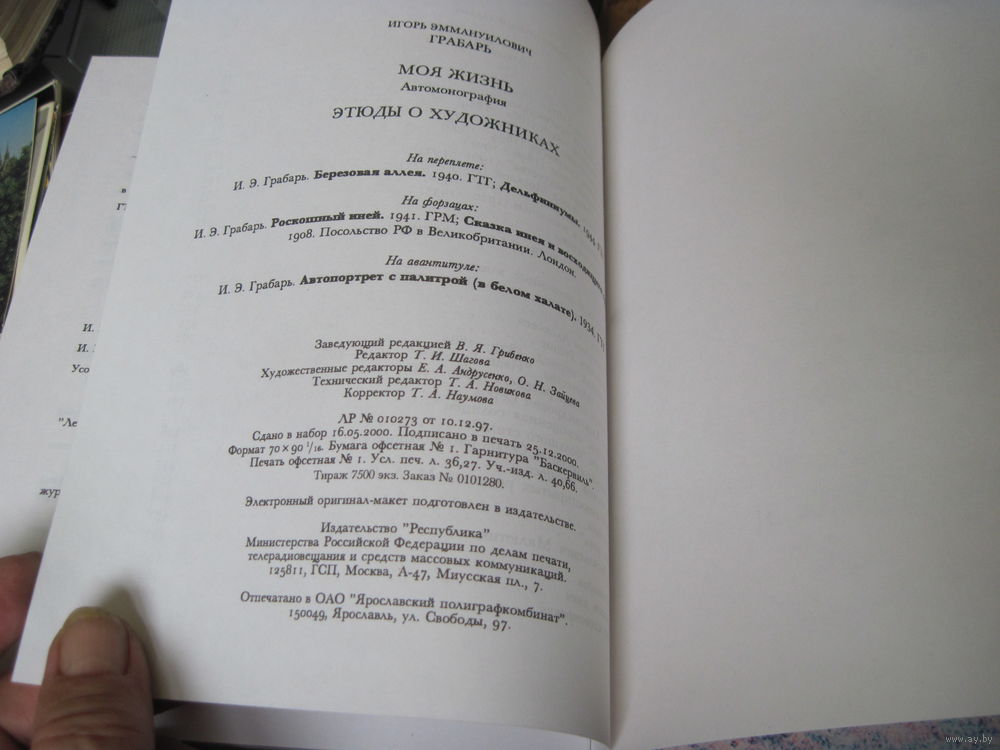 ИГОРЬ ЭММАНУИЛОВИЧ
ГРАБАРЬ
МОЯ ЖИЗНЬ
Автомонография
ЭТЮДЫ О ХУДОЖНИКАХ
На переплете:
И. Э. Грабарь. Березовая аллея. 1940. ГТГ; Дельфиниумы. 1944.
На форзацах:
И. Э. Грабарь. Роскошный иней. 1941. ГРМ; Сказка инея и восходящего
1908. Посольство РФ в Великобритании. Лондон.
На авантитуле:
И. Э. Грабарь. Автопортрет с палитрой (в белом халате). 1934.
Заведующий редакцией В. Я. Грибенко
Редактор Т. И. Шагова
Художественные редакторы Е. А. Андрусенко, О. Н. Зайцева
Технический редактор Т. А. Новикова
Корректор Т. А. Наумова
ЛР № 010273 от 10.12.97.
Сдано в набор 16.05.2000. Подписано в печать 25.12.2000.
Формат 70 × 90 1/16. Бумага офсетная № 1. Гарнитура "Баскервиль".
Печать офсетная № 1. Усл. печ. л. 36,27. Уч.-изд. л. 40,66.
Тираж 7500 экз. Заказ № 0101280.
Электронный оригинал-макет подготовлен в издательстве.
Издательство "Республика"
Министерства Российской Федерации по делам печати,
телерадиовещания и средств массовых коммуникаций.
125811, ГСП, Москва, А-47, Миусская пл., 7.
Отпечатано в ОАО "Ярославский полиграфкомбинат".
150049, Ярославль, ул. Свободы, 97.
в
И.
И.
Усо
"Ле
жур
www.ay.by